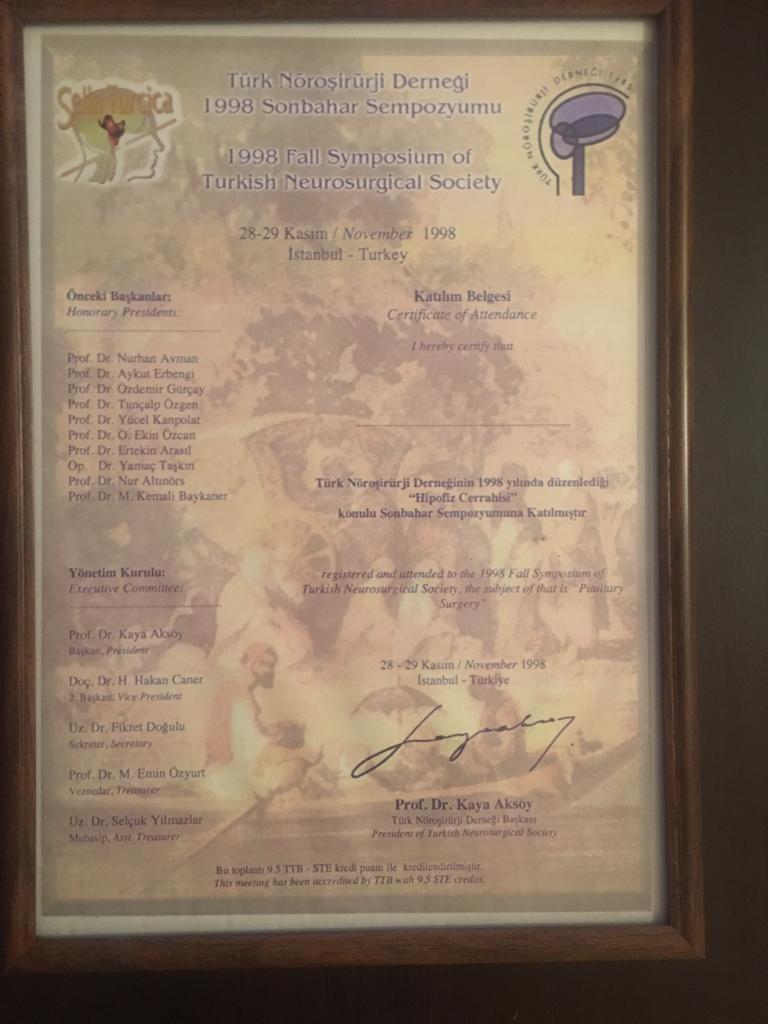 Sella Turcica
Türk Nöroşirürji Derneği
1998 Sonbahar Sempozyumu
1998 Fall Symposium of
Turkish Neurosurgical Society
TÜRK NÖROŞİRÜRJİ DERNEĞİ
28-29 Kasım / November 1998
İstanbul - Turkey
Önceki Başkanlar:
Honorary Presidents:
Prof. Dr. Nurhan Avman
Prof. Dr. Aykut Erbengi
Prof. Dr. Özdemir Gürçay
Prof. Dr. Tunçalp Özgen
Prof. Dr. Yücel Kanpolat
Prof. Dr. O. Ekin Özcan
Prof. Dr. Ertekin Arasıl
Op. Dr. Yamaç Taşkın
Prof. Dr. Nur Altınörs
Prof. Dr. M. Kemali Baykaner
Yönetim Kurulu:
Executive Committee:
Prof. Dr. Kaya Aksoy
Başkan, President
Doç. Dr. H. Hakan Caner
2. Başkan, Vice President
Uz. Dr. Fikret Doğulu
Sekreter, Secretary
Prof. Dr. M. Emin Özyurt
Veznedar, Treasurer
Uz. Dr. Selçuk Yılmazlar
Muhasip, Asst. Treasurer
Katılım Belgesi
Certificate of Attendance
I hereby certify that
Türk Nöroşirürji Derneğinin 1998 yılında düzenlediği
"Hipofiz Cerrahisi"
konulu Sonbahar Sempozyumuna Katılmıştır
registered and attended to the 1998 Fall Symposium of
Turkish Neurosurgical Society, the subject of that is "Pituitary
Surgery"
28 - 29 Kasım / November 1998
İstanbul - Türkiye
Prof. Dr. Kaya Aksoy
Türk Nöroşirürji Derneği Başkanı
President of Turkish Neurosurgical Society
Bu toplantı 9.5 TTB - STE kredi puanı ile kredilendirilmiştir.
This meeting has been accredited by TTB with 9.5 STE credits.